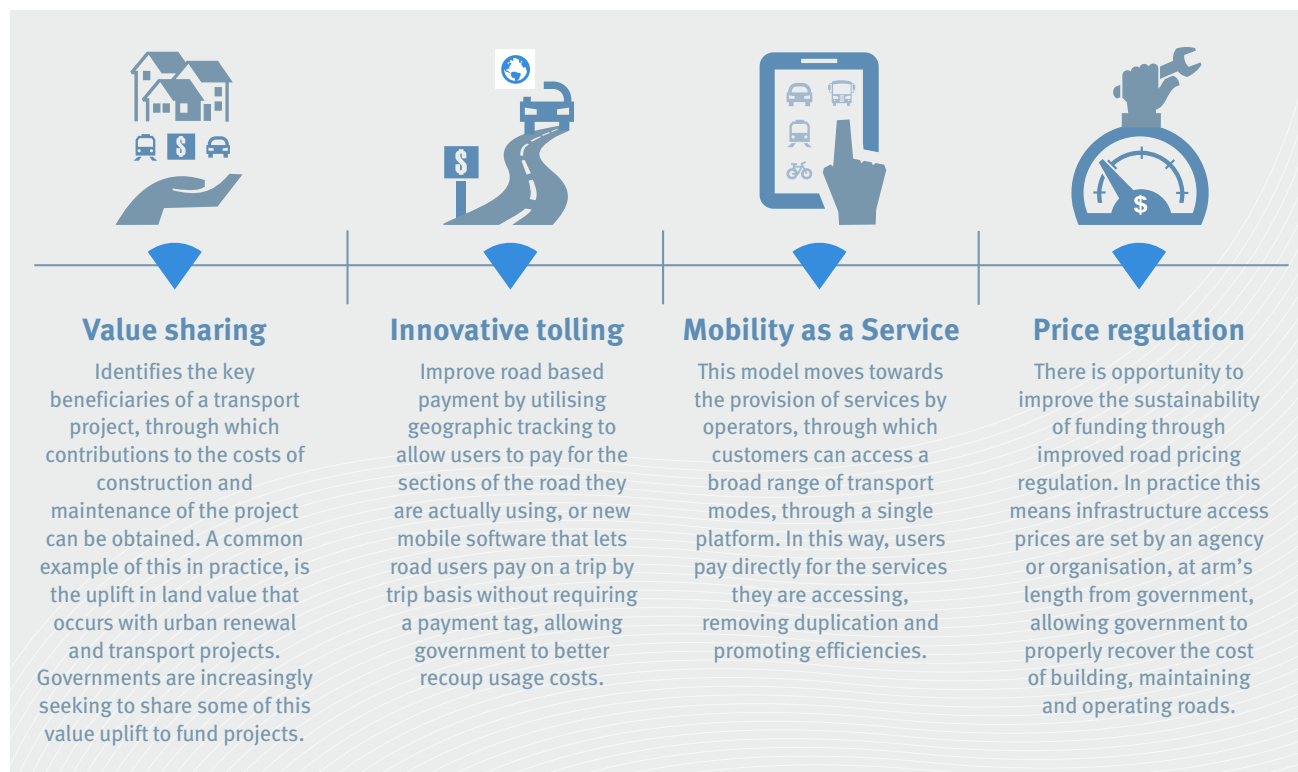 $
$
$
Value sharing
Identifies the key
beneficiaries of a transport
project, through which
contributions to the costs of
construction and
maintenance of the project
can be obtained. A common
example of this in practice, is
the uplift in land value that
occurs with urban renewal
and transport projects.
Governments are increasingly
seeking to share some of this
value uplift to fund projects.
Innovative tolling
Improve road based
payment by utilising
geographic tracking to
allow users to pay for the
sections of the road they
are actually using, or new
mobile software that lets
road users pay on a trip by
trip basis without requiring
a payment tag, allowing
government to better
recoup usage costs.
Mobility as a Service
This model moves towards
the provision of services by
operators, through which
customers can access a
broad range of transport
modes, through a single
platform. In this way, users
pay directly for the services
they are accessing,
removing duplication and
promoting efficiencies.
Price regulation
There is opportunity to
improve the sustainability
of funding through
improved road pricing
regulation. In practice this
means infrastructure access
prices are set by an agency
or organisation, at arm's
length from government,
allowing government to
properly recover the cost
of building, maintaining
and operating roads.